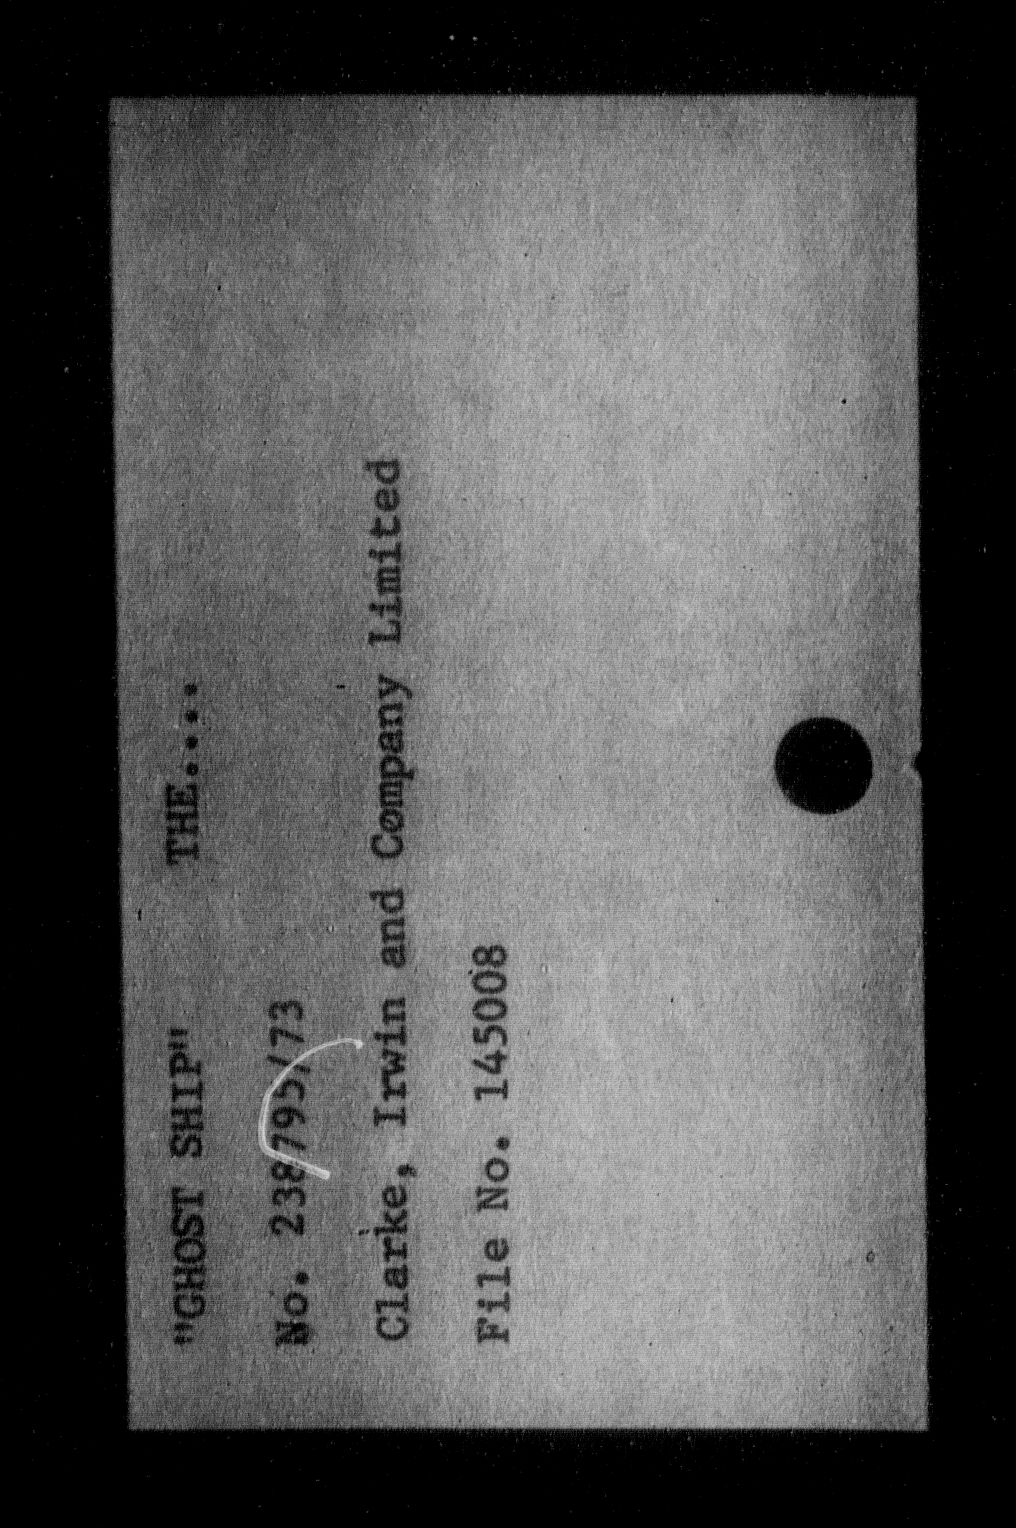 "GHOST SHIP"     THE....
No. 238795/73
Clarke, Irwin and Company Limited
File No. 145008